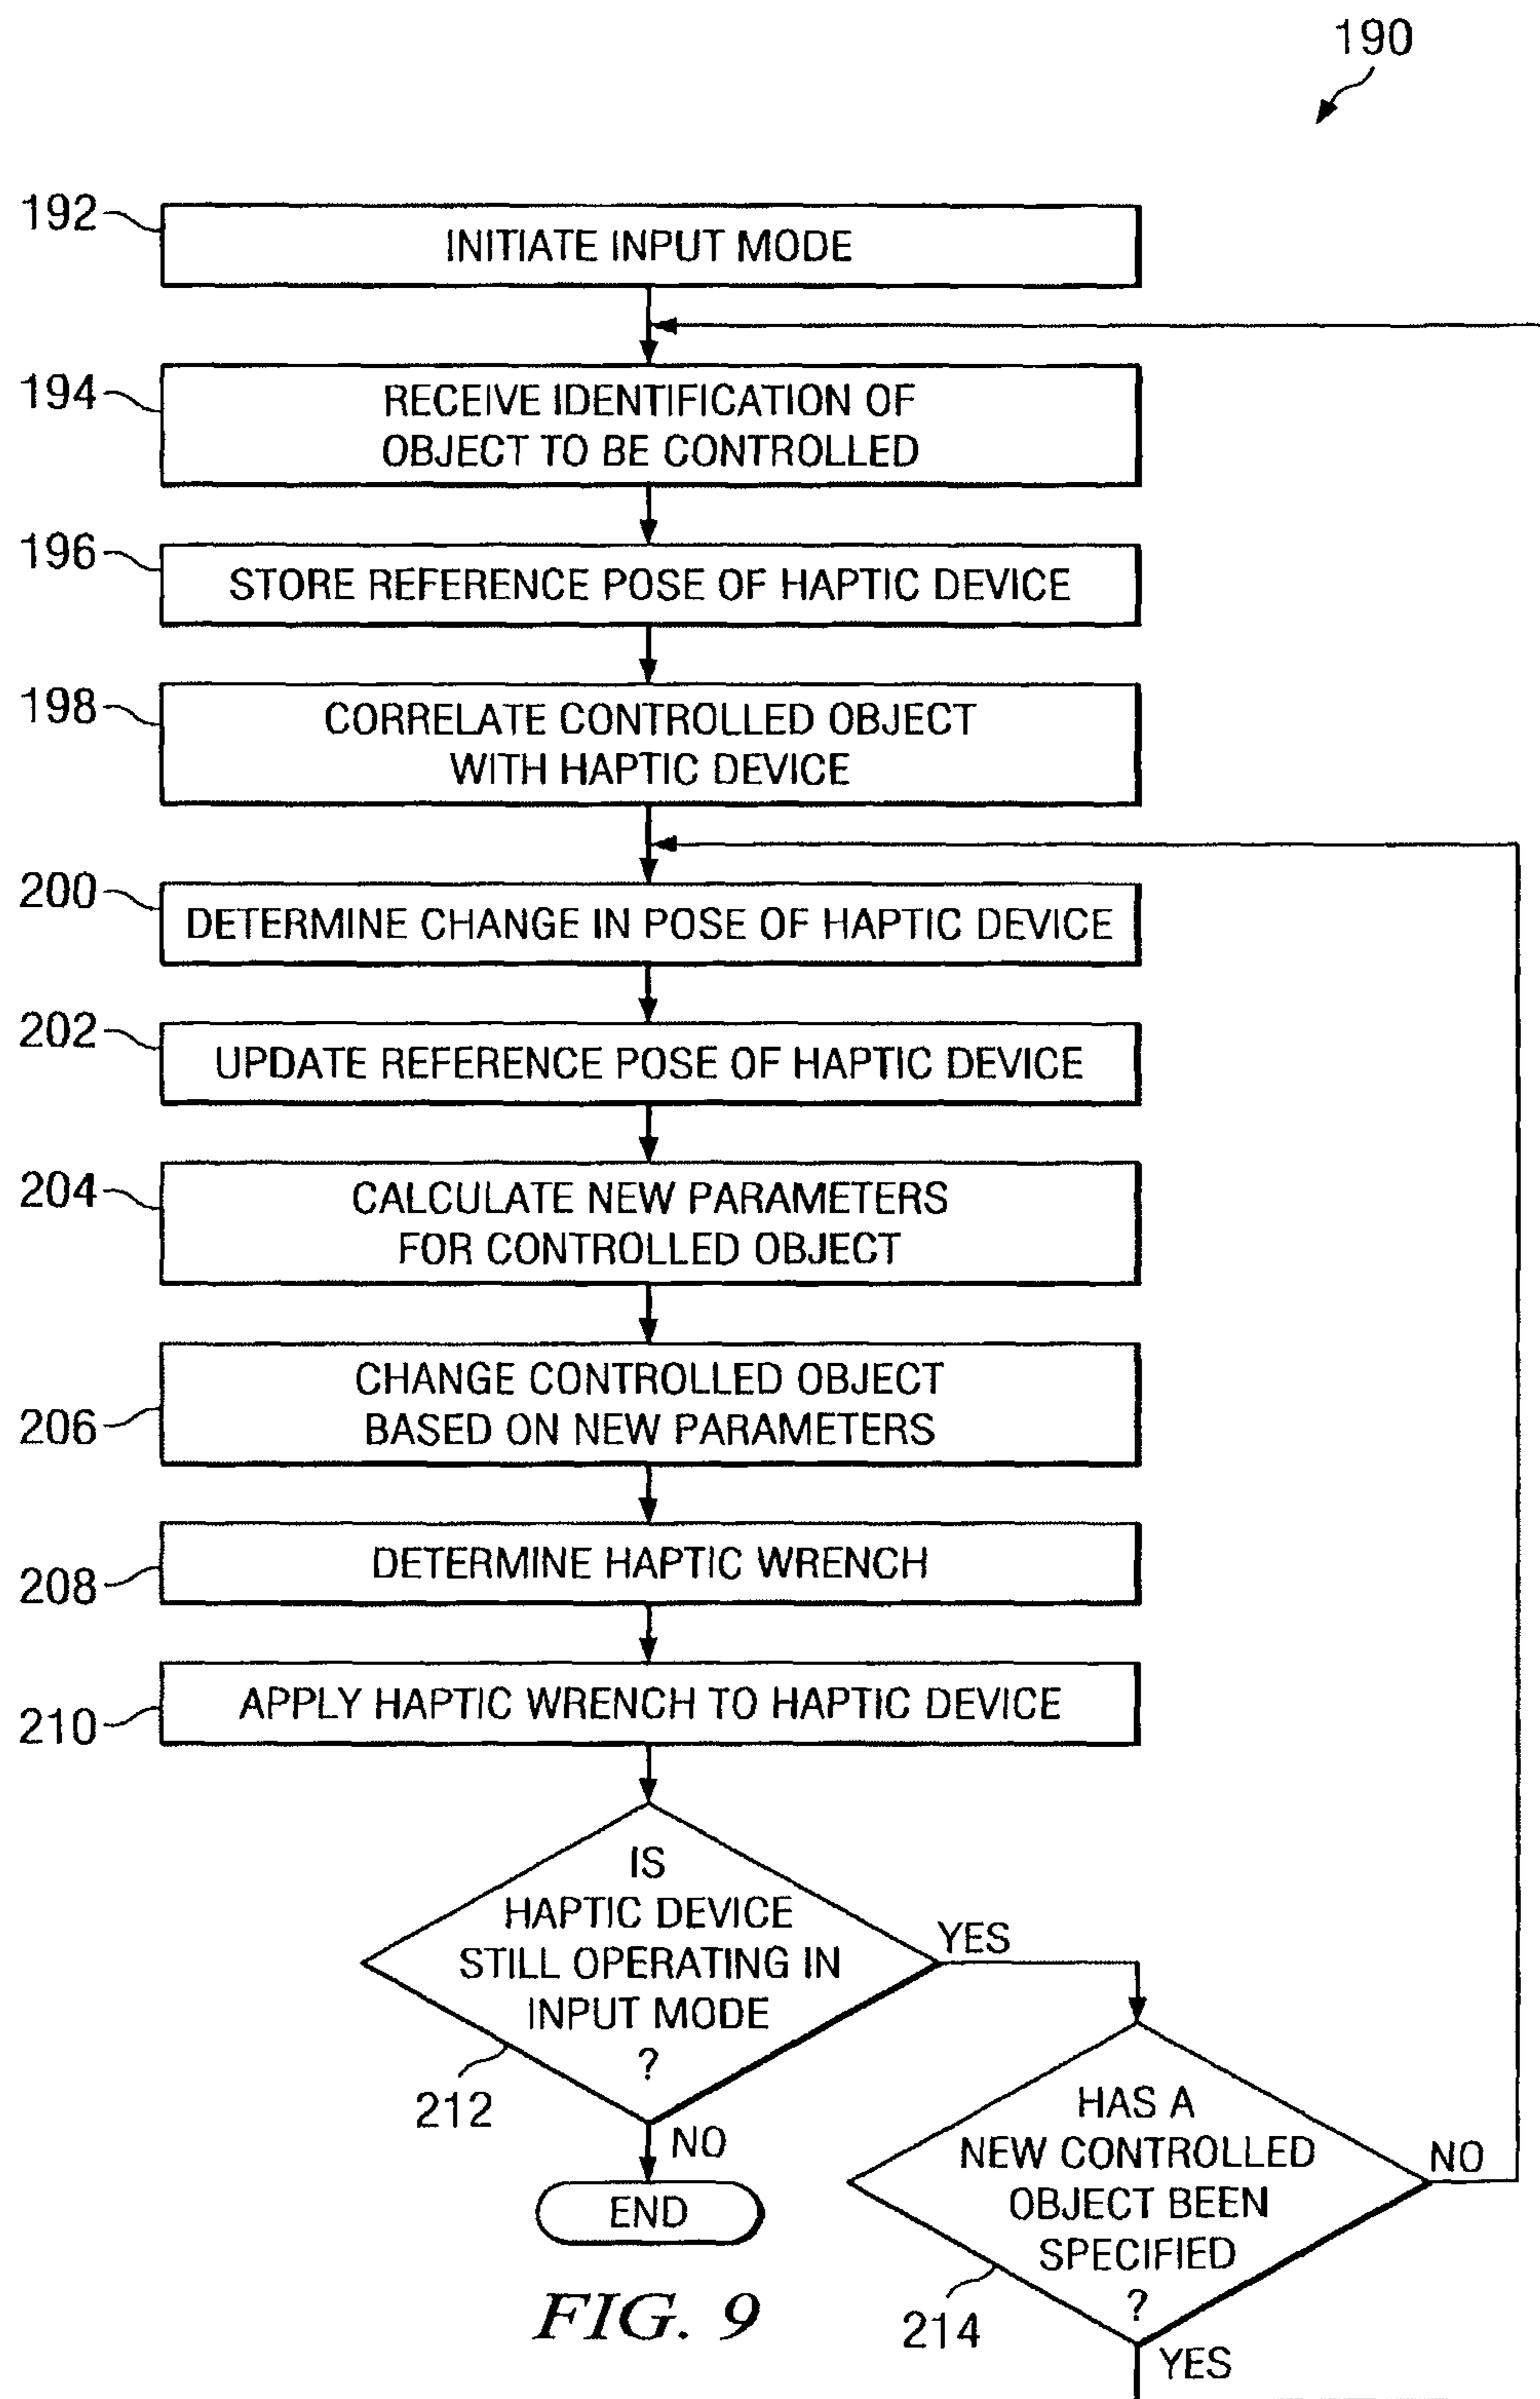 190
192
INITIATE INPUT MODE
194
RECEIVE IDENTIFICATION OF
OBJECT TO BE CONTROLLED
196
STORE REFERENCE POSE OF HAPTIC DEVICE
198
CORRELATE CONTROLLED OBJECT
WITH HAPTIC DEVICE
200
DETERMINE CHANGE IN POSE OF HAPTIC DEVICE
202
UPDATE REFERENCE POSE OF HAPTIC DEVICE
204
CALCULATE NEW PARAMETERS
FOR CONTROLLED OBJECT
206
CHANGE CONTROLLED OBJECT
BASED ON NEW PARAMETERS
208
DETERMINE HAPTIC WRENCH
210
APPLY HAPTIC WRENCH TO HAPTIC DEVICE
IS
HAPTIC DEVICE
STILL OPERATING IN
INPUT MODE
?
212
YES
NO
END
HAS A
NEW CONTROLLED
OBJECT BEEN
SPECIFIED
?
214
NO
YES
FIG. 9